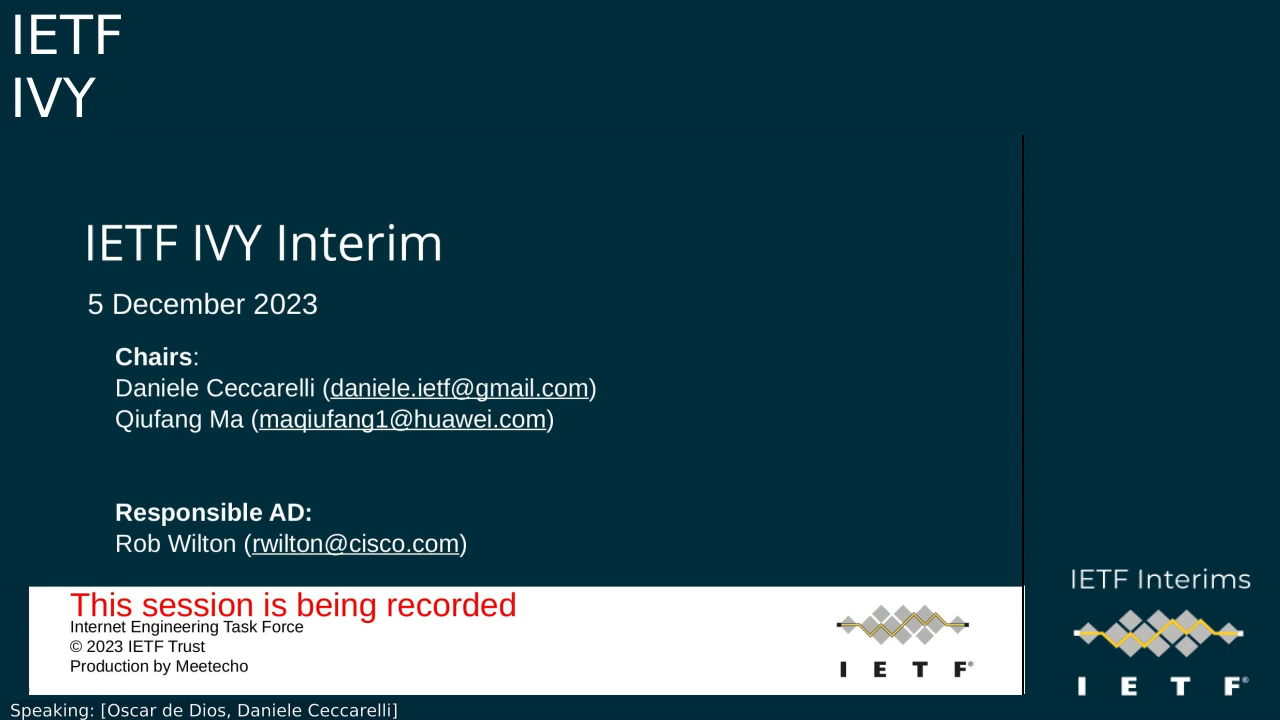 IETF
IVY
IETF IVY Interim
5 December 2023
Chairs:
Daniele Ceccarelli (daniele.ietf@gmail.com)
Qiufang Ma (maqiufang1@huawei.com)
Responsible AD:
Rob Wilton (rwilton@cisco.com)
This session is being recorded
Internet Engineering Task Force
© 2023 IETF Trust
Production by Meetecho
I E T F®
IETF Interims
I E T F®
Speaking: [Oscar de Dios, Daniele Ceccarelli]